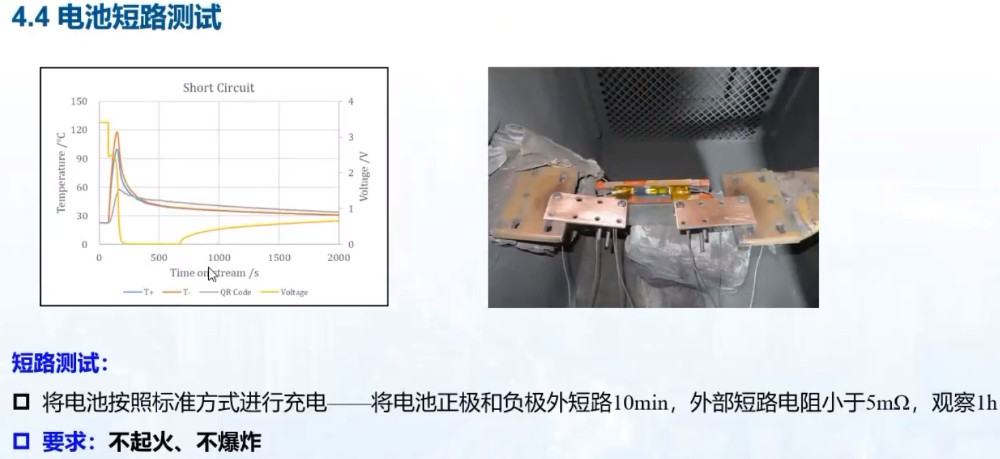 4.4 电池短路测试
Short Circuit
150
120
90
60
30
0
Temperature /°C
4
3
2
1
0
Voltage /V
0 500 1000 1500 2000
Time on stream /s
T+ T- QR Code Voltage
短路测试：
将电池按照标准方式进行充电——将电池正极和负极外短路10min，外部短路电阻小于5mΩ，观察1h
要求：不起火、不爆炸